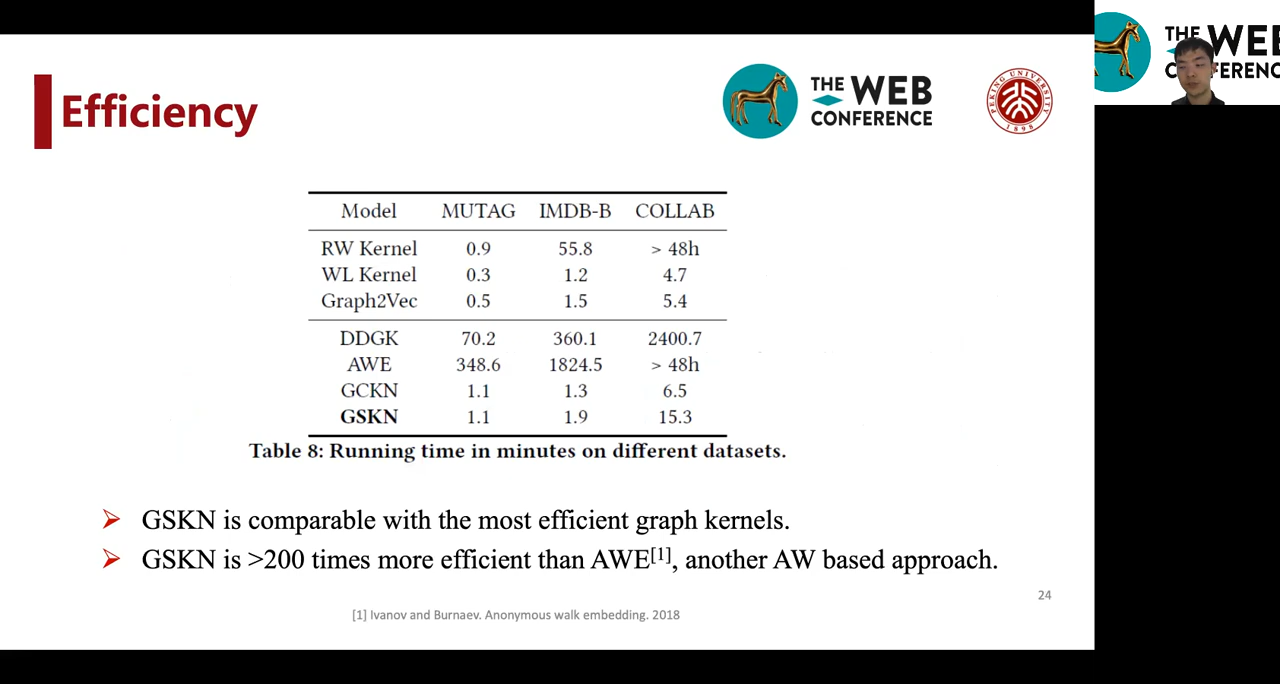 Efficiency
THE WEB
CONFERENCE
PEKING UNIVERSITY
1898
THE WEB
Model MUTAG IMDB-B COLLAB
RW Kernel 0.9 55.8 > 48h
WL Kernel 0.3 1.2 4.7
Graph2Vec 0.5 1.5 5.4
DDGK 70.2 360.1 2400.7
AWE 348.6 1824.5 > 48h
GCKN 1.1 1.3 6.5
GSKN 1.1 1.9 15.3
Table 8: Running time in minutes on different datasets.
GSKN is comparable with the most efficient graph kernels.
GSKN is >200 times more efficient than AWE[1], another AW based approach.
24
[1] Ivanov and Burnaev. Anonymous walk embedding. 2018